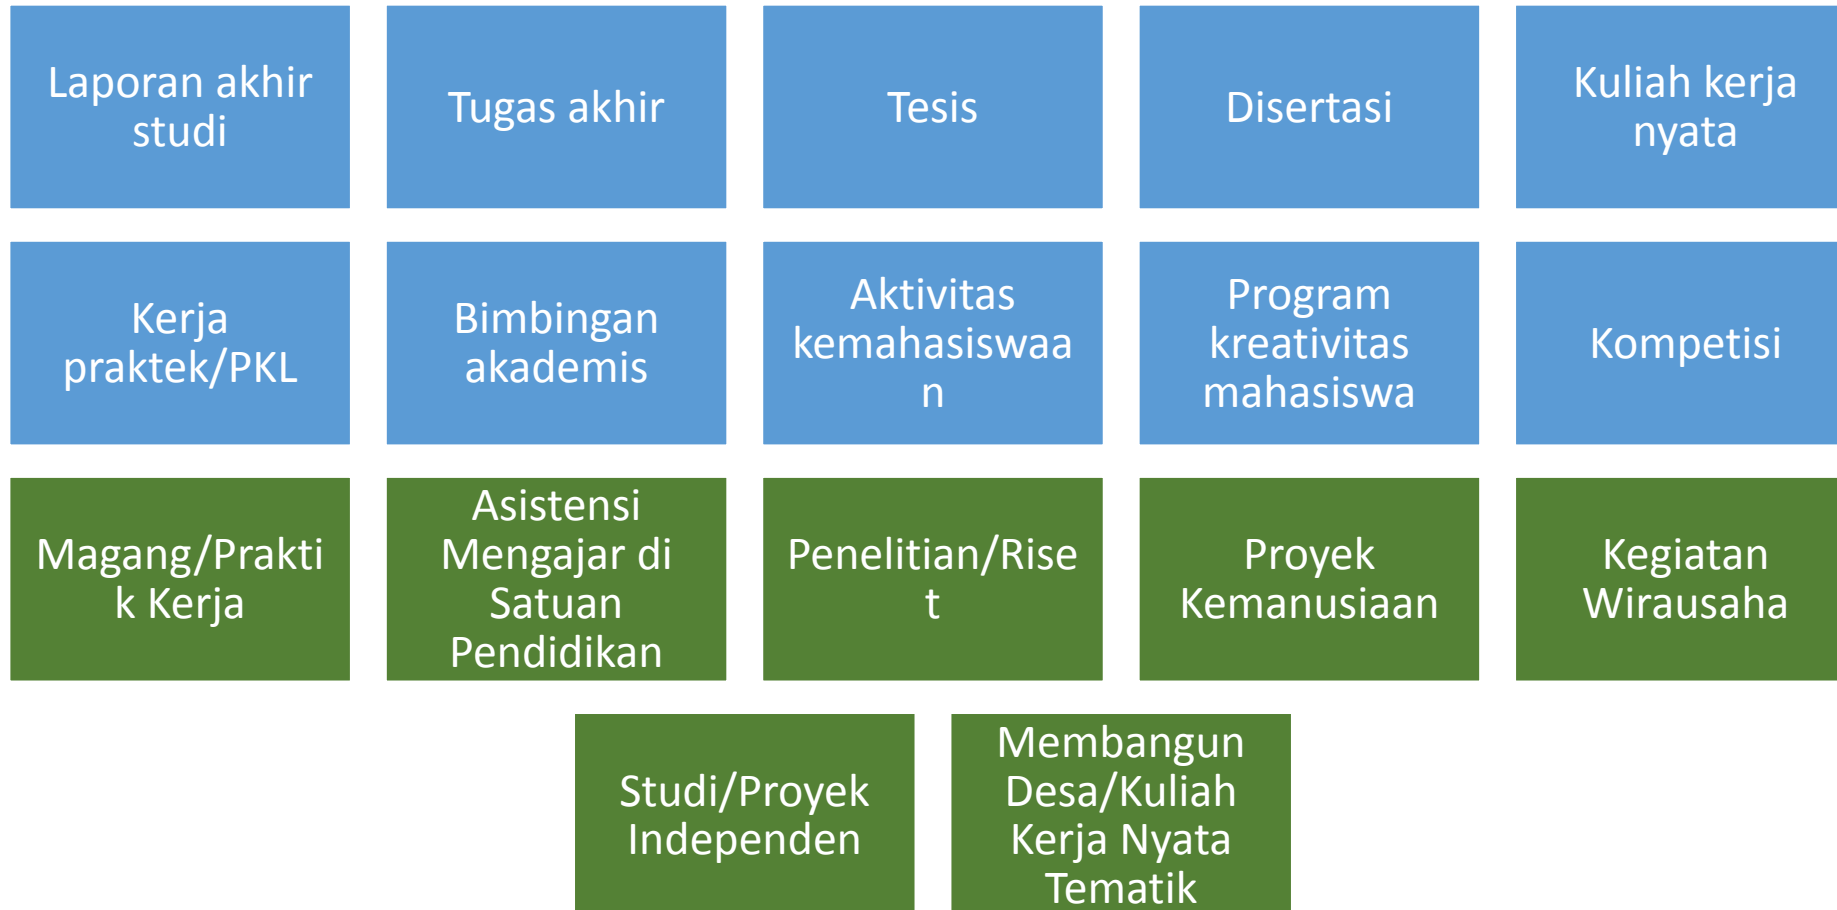 Laporan akhir
studi
Tugas akhir
Tesis
Disertasi
Kuliah kerja
nyata
Kerja
praktek/PKL
Bimbingan
akademis
Aktivitas
kemahasiswaa
n
Program
kreativitas
mahasiswa
Kompetisi
Magang/Prakti
k Kerja
Asistensi
Mengajar di
Satuan
Pendidikan
Penelitian/Rise
t
Proyek
Kemanusiaan
Kegiatan
Wirausaha
Studi/Proyek
Independen
Membangun
Desa/Kuliah
Kerja Nyata
Tematik